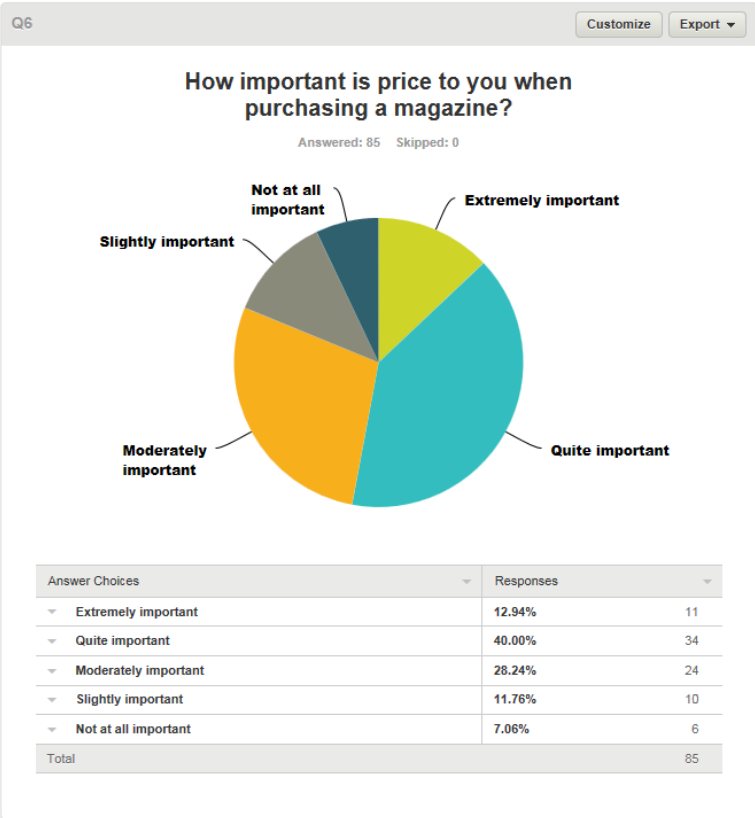 Q6
Customize
Export
How important is price to you when
purchasing a magazine?
Answered: 85 Skipped: 0
Not at all
important
Extremely important
Slightly important
Moderately
important
Quite important
Answer Choices Responses
Extremely important 12.94% 11
Quite important 40.00% 34
Moderately important 28.24% 24
Slightly important 11.76% 10
Not at all important 7.06% 6
Total 85